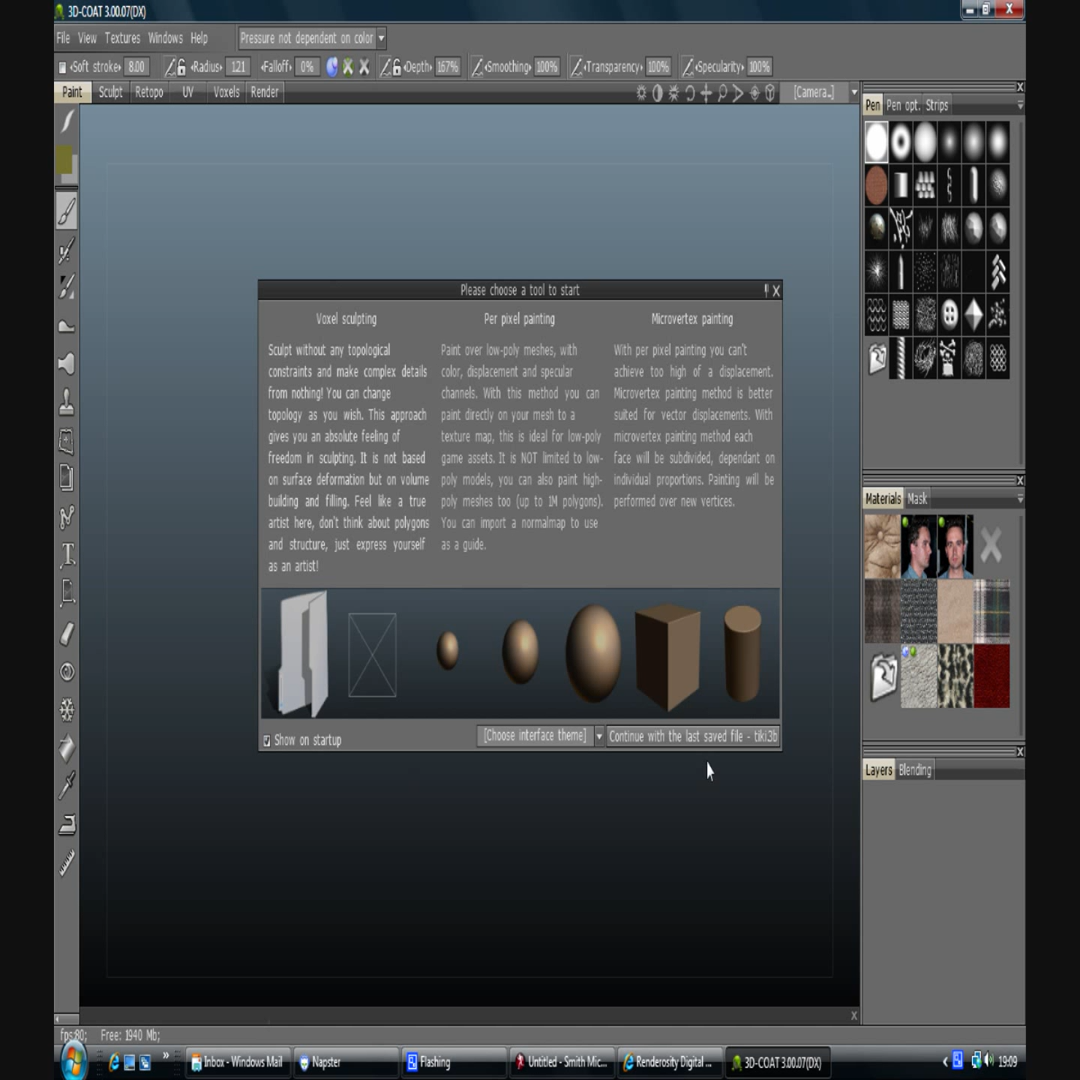 3D-COAT 3.00.07(DX)
File View Textures Windows Help Pressure not dependent on color
Soft stroke 8.00 Radius 121 Falloff 0% Depth 167% Smoothing 100% Transparency 100% Specularity 100%
Paint Sculpt Retopo UV Voxels Render [Camera..]
Pen Pen opt. Strips
Please choose a tool to start
Voxel sculpting
Sculpt without any topological
constraints and make complex details
from nothing! You can change
topology as you wish. This approach
gives you an absolute feeling of
freedom in sculpting. It is not based
on surface deformation but on volume
building and filling. Feel like a true
artist here, don't think about polygons
and structure, just express yourself
as an artist!
Per pixel painting
Paint over low-poly meshes, with
color, displacement and specular
channels. With this method you can
paint directly on your mesh to a
texture map, this is ideal for low-poly
game assets. It is NOT limited to low-
poly models, you can also paint high-
poly meshes too (up to 1M polygons).
You can import a normalmap to use
as a guide.
Microvertex painting
With per pixel painting you can't
achieve too high of a displacement.
Microvertex painting method is better
suited for vector displacements. With
microvertex painting method each
face will be subdivided, dependant on
individual proportions. Painting will be
performed over new vertices.
Show on startup [Choose interface theme] Continue with the last saved file - tiki3b
Materials Mask
Layers Blending
fps:80; Free: 1940 Mb;
Inbox - Windows Mail Napster Flashing Untitled - Smith Mic... Renderosity Digital ... 3D-COAT 3.00.07(DX) 19:09